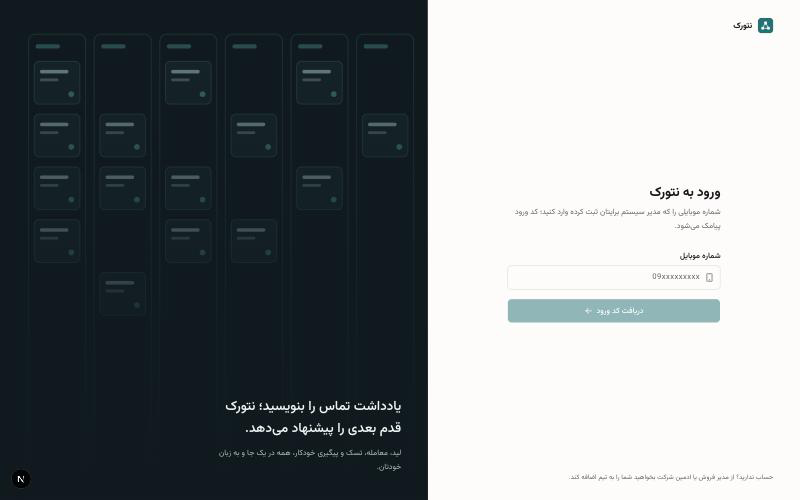 نتورک
ورود به نتورک
شماره موبایلی را که مدیر سیستم برایتان ثبت کرده وارد کنید؛ کد ورود
پیامک می‌شود.
شماره موبایل
09xxxxxxxxx
دریافت کد ورود ←
حساب ندارید؟ از مدیر فروش یا ادمین شرکت بخواهید شما را به تیم اضافه کند.
یادداشت تماس را بنویسید؛ نتورک
قدم بعدی را پیشنهاد می‌دهد.
لید، معامله، تسک و پیگیری خودکار، همه در یک جا و به زبان
خودتان.
N